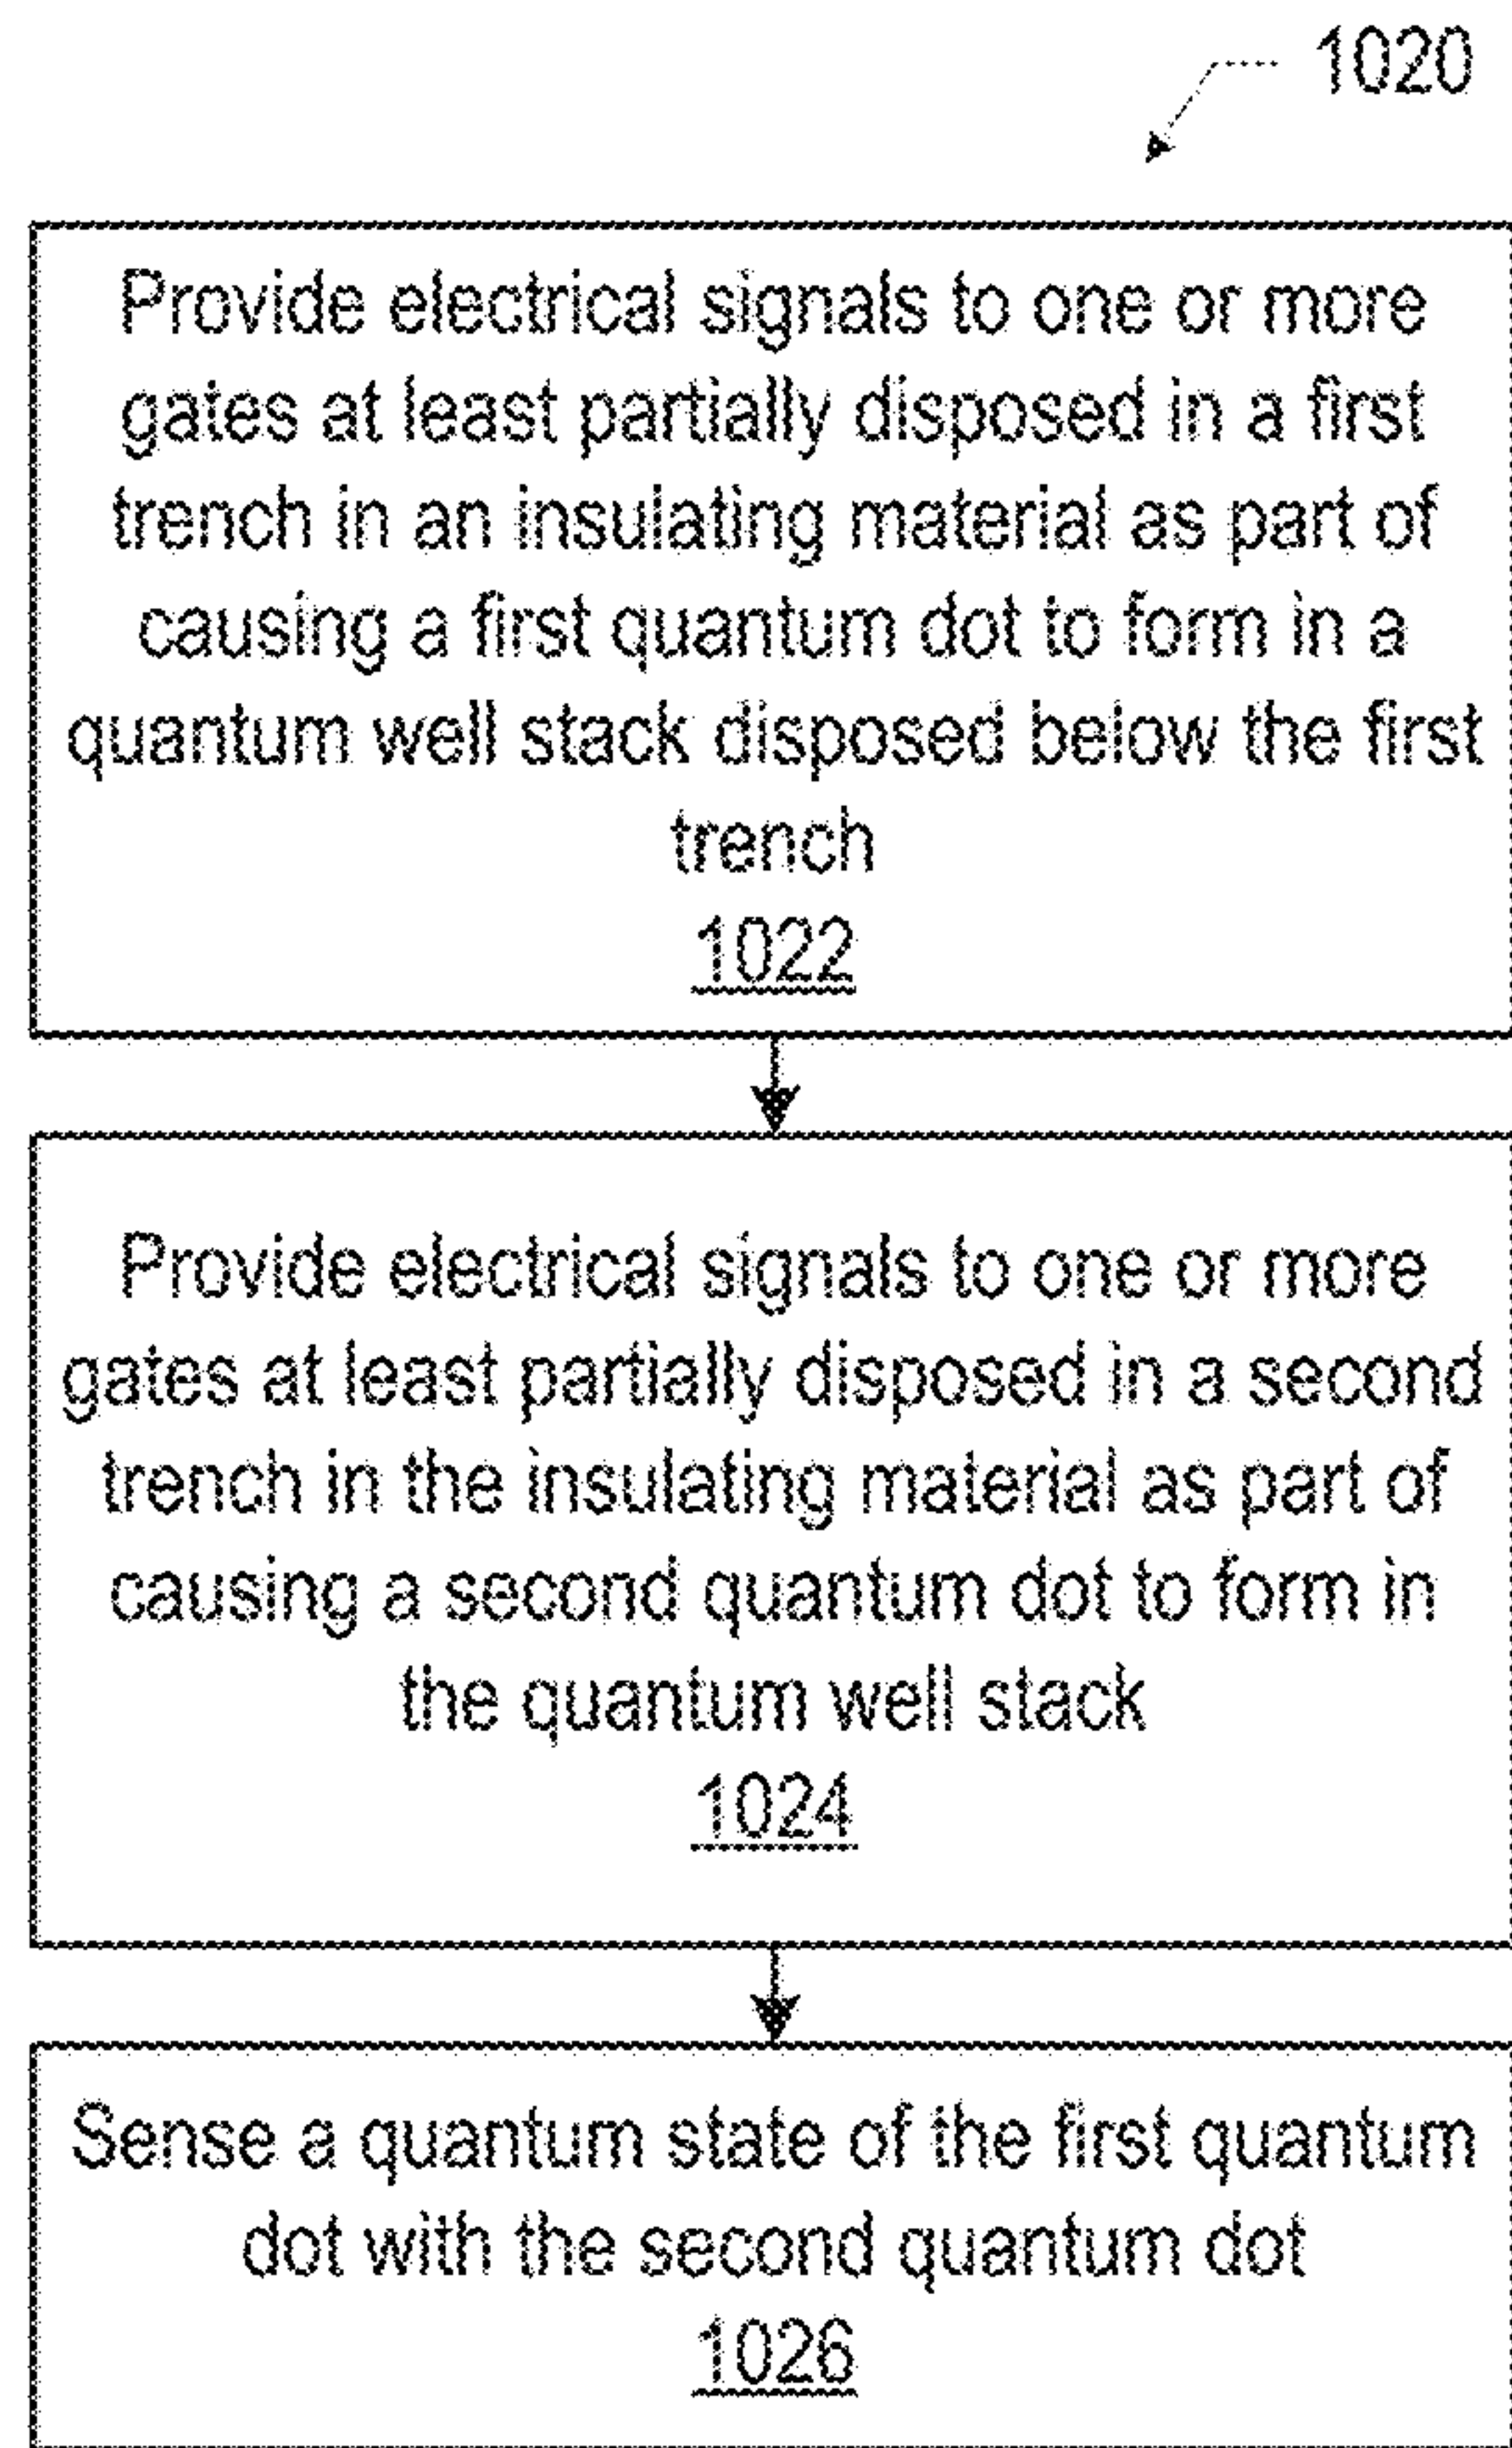 1020
Provide electrical signals to one or more
gates at least partially disposed in a first
trench in an insulating material as part of
causing a first quantum dot to form in a
quantum well stack disposed below the first
trench
1022
Provide electrical signals to one or more
gates at least partially disposed in a second
trench in the insulating material as part of
causing a second quantum dot to form in
the quantum well stack
1024
Sense a quantum state of the first quantum
dot with the second quantum dot
1026